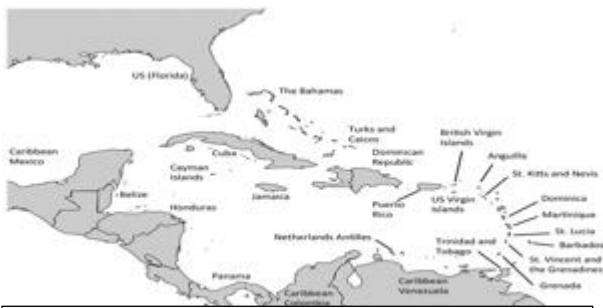 US (Florida)
The Bahamas
Turks and
Caicos
British Virgin
Islands
Caribbean
Mexico
Cuba
Dominican
Republic
Anguilla
Cayman
Islands
St. Kitts and Nevis
Belize
Jamaica
Puerto
Rico
US Virgin
Islands
Dominica
Honduras
Martinique
St. Lucia
Netherlands Antilles
Trinidad and
Tobago
Barbados
St. Vincent and
the Grenadines
Panama
Caribbean
Colombia
Caribbean
Venezuela
Grenada